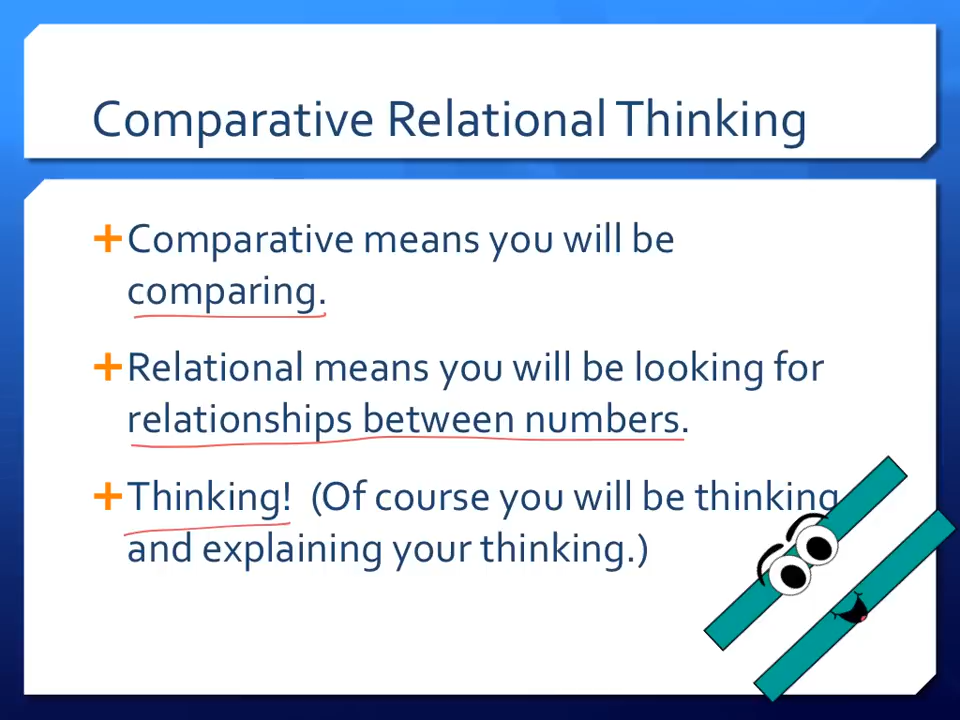 Comparative Relational Thinking
+Comparative means you will be
comparing.
+Relational means you will be looking for
relationships between numbers.
+Thinking!  (Of course you will be thinking
and explaining your thinking.)